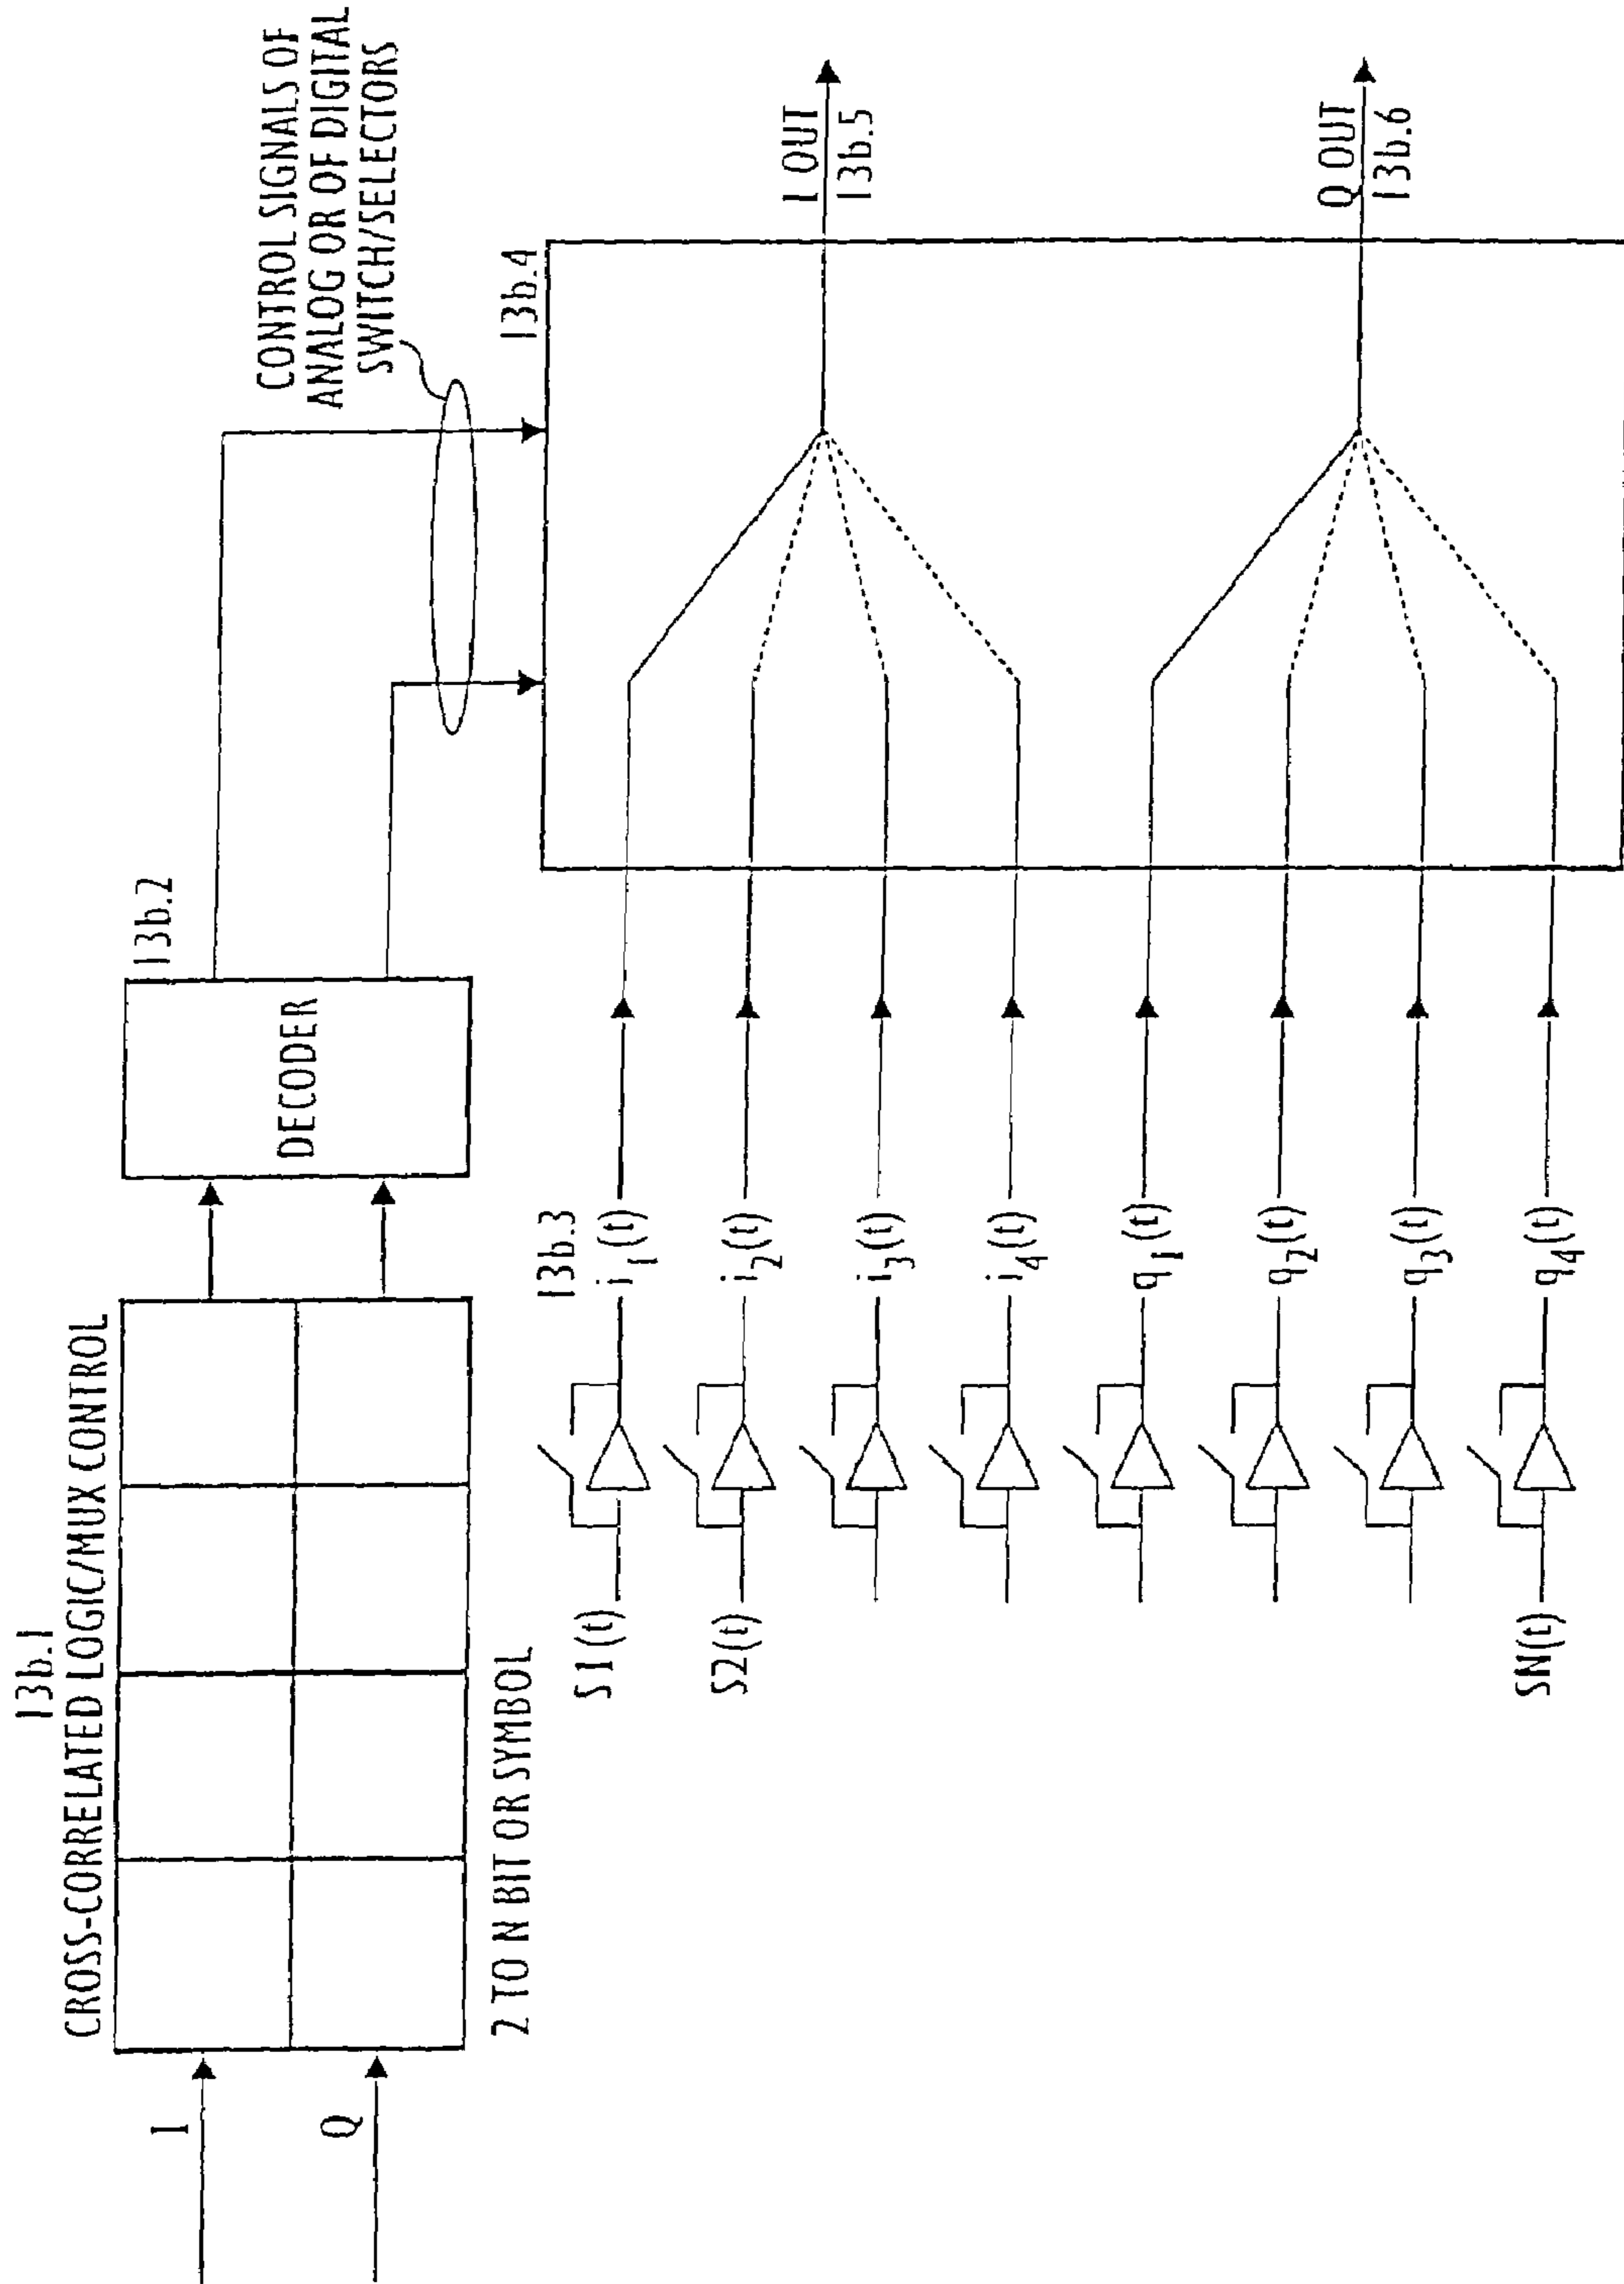 13b.1
CROSS-CORRELATED LOGIC/MUX CONTROL
I
Q
2 TO N BIT OR SYMBOL
13b.2
DECODER
CONTROL SIGNALS OF
ANALOG OR OF DIGITAL
SWITCH/SELECTORS
13b.4
13b.3
S1(t)
i₁(t)
S2(t)
i₂(t)
i₃(t)
i₄(t)
q₁(t)
q₂(t)
q₃(t)
SN(t)
q₄(t)
I OUT
13b.5
Q OUT
13b.6